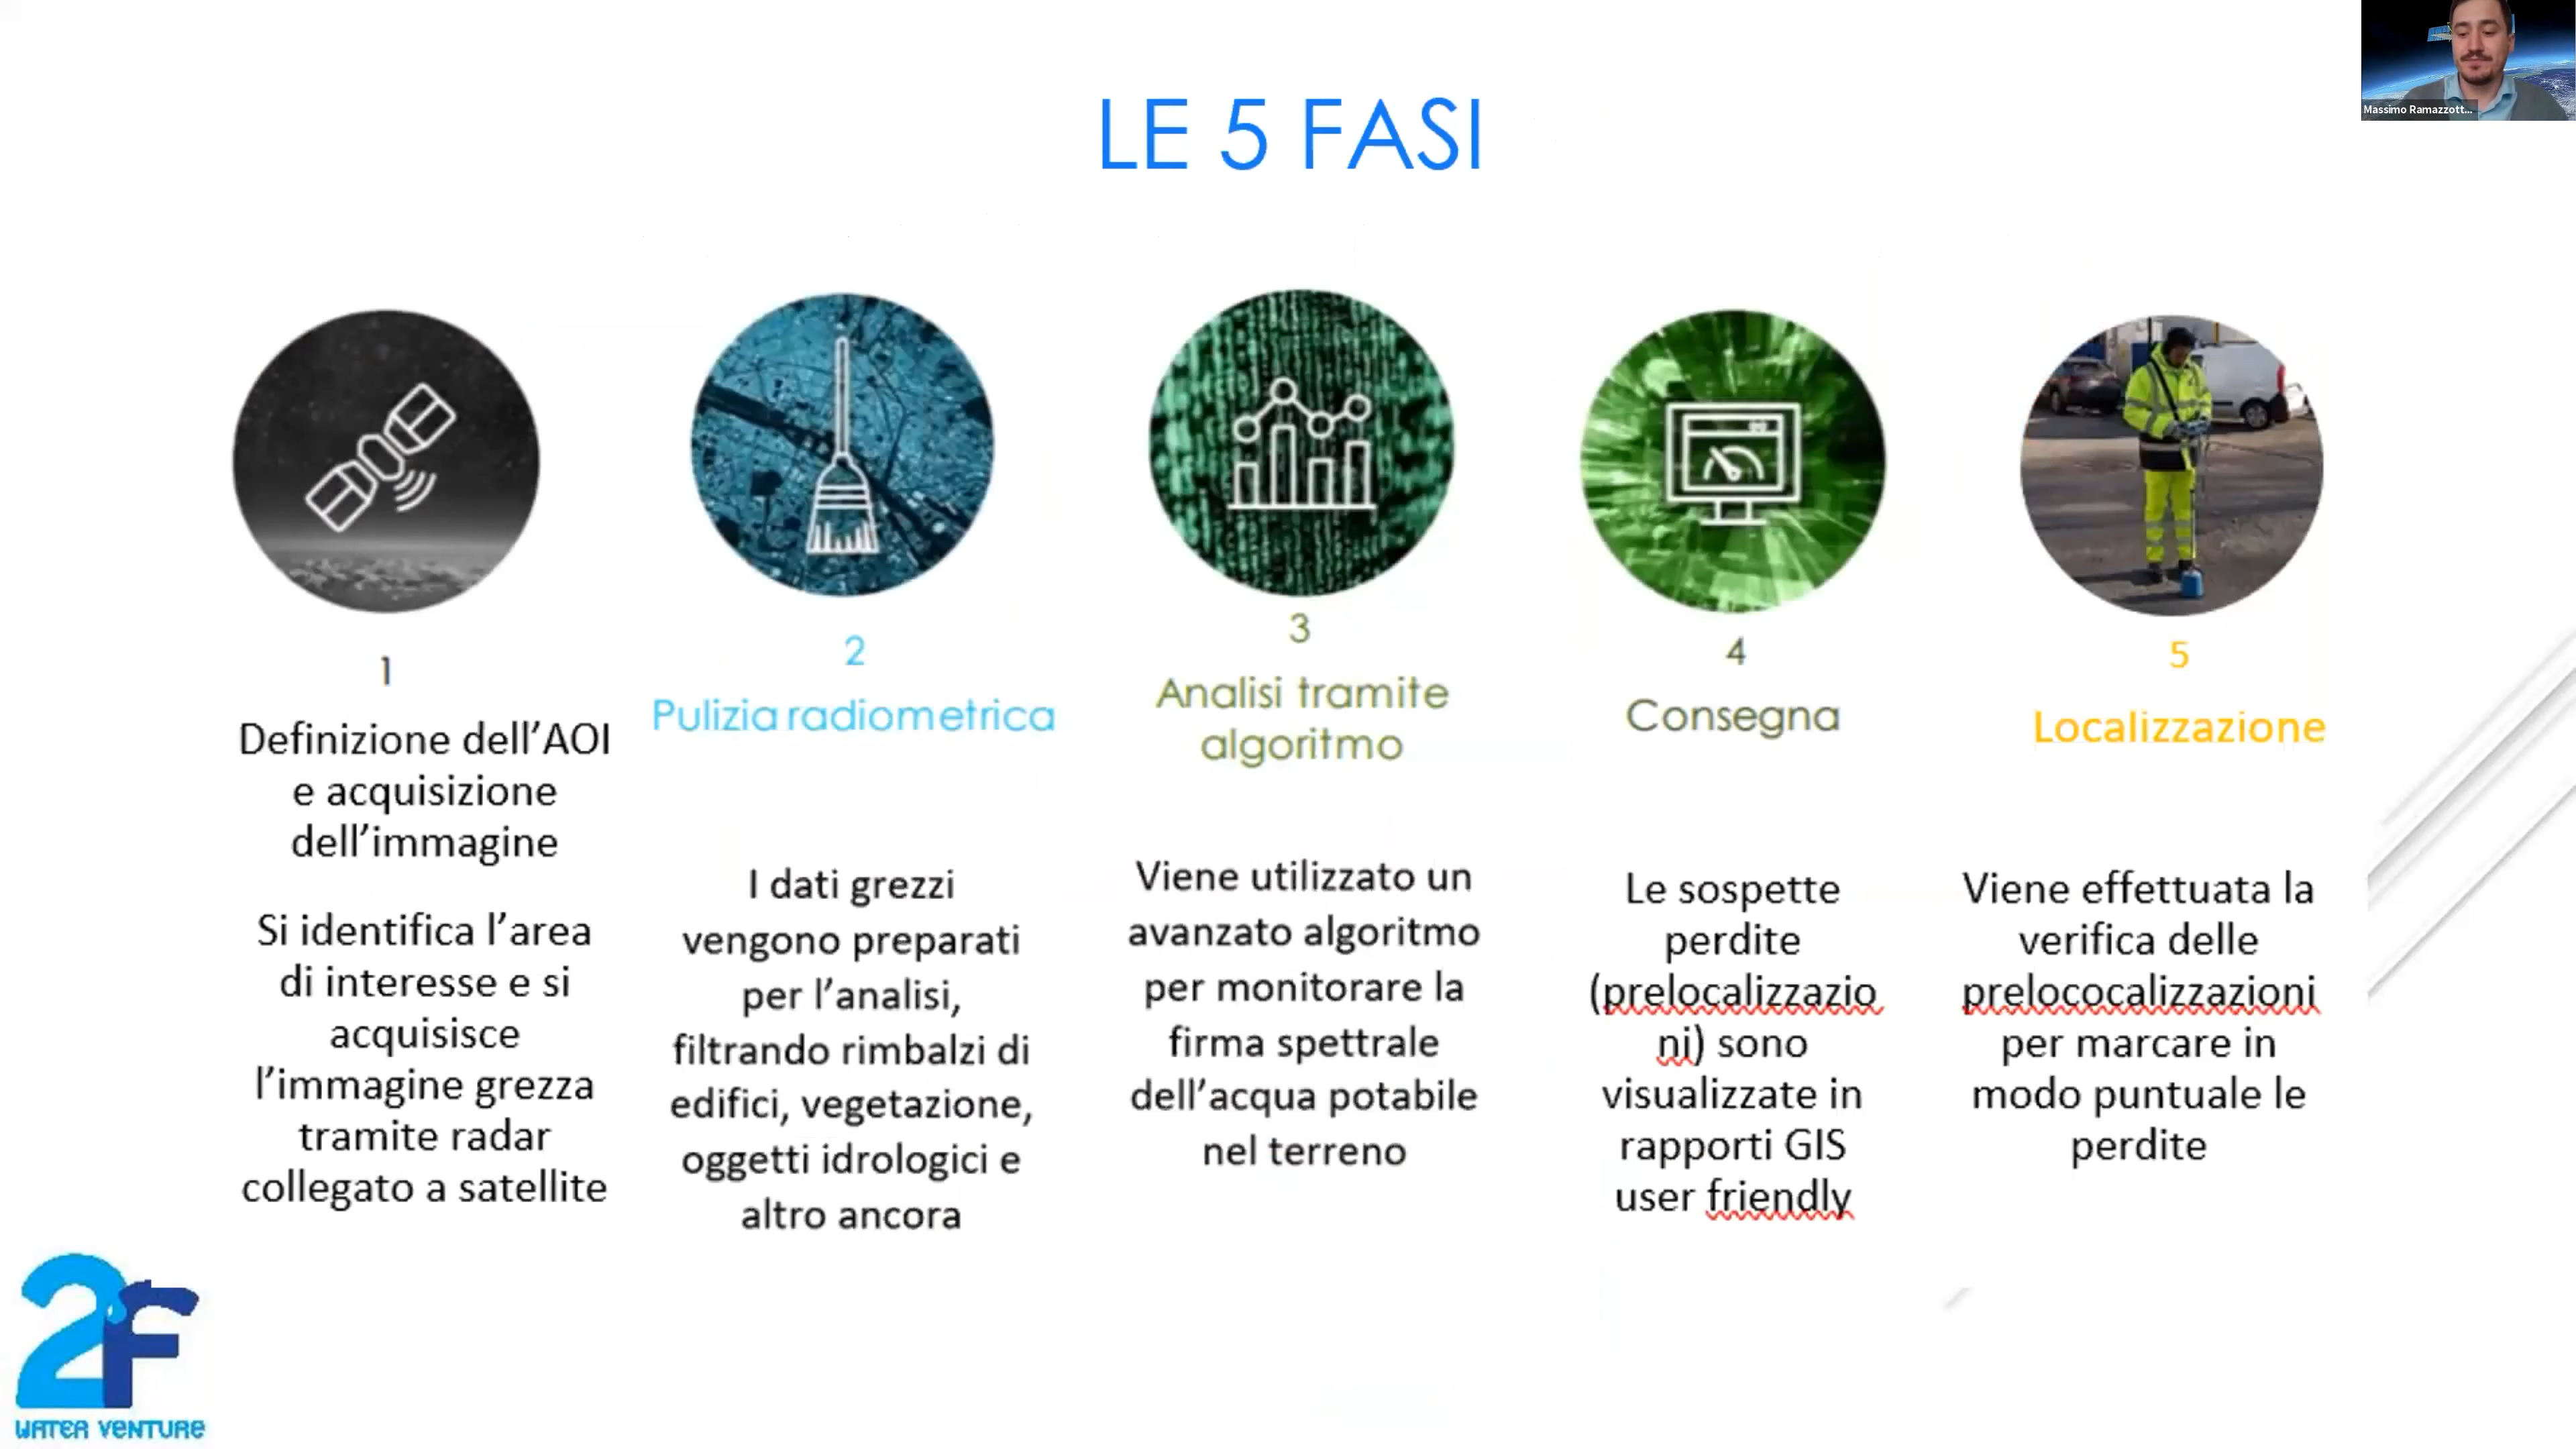 Massimo Ramazzott...
LE 5 FASI
1
Definizione dell'AOI
e acquisizione
dell'immagine
Si identifica l'area
di interesse e si
acquisisce
l'immagine grezza
tramite radar
collegato a satellite
2
Pulizia radiometrica
I dati grezzi
vengono preparati
per l'analisi,
filtrando rimbalzi di
edifici, vegetazione,
oggetti idrologici e
altro ancora
3
Analisi tramite
algoritmo
Viene utilizzato un
avanzato algoritmo
per monitorare la
firma spettrale
dell'acqua potabile
nel terreno
4
Consegna
Le sospette
perdite
(prelocalizzazio
ni) sono
visualizzate in
rapporti GIS
user friendly
5
Localizzazione
Viene effettuata la
verifica delle
prelococalizzazioni
per marcare in
modo puntuale le
perdite
2F
WATER VENTURE